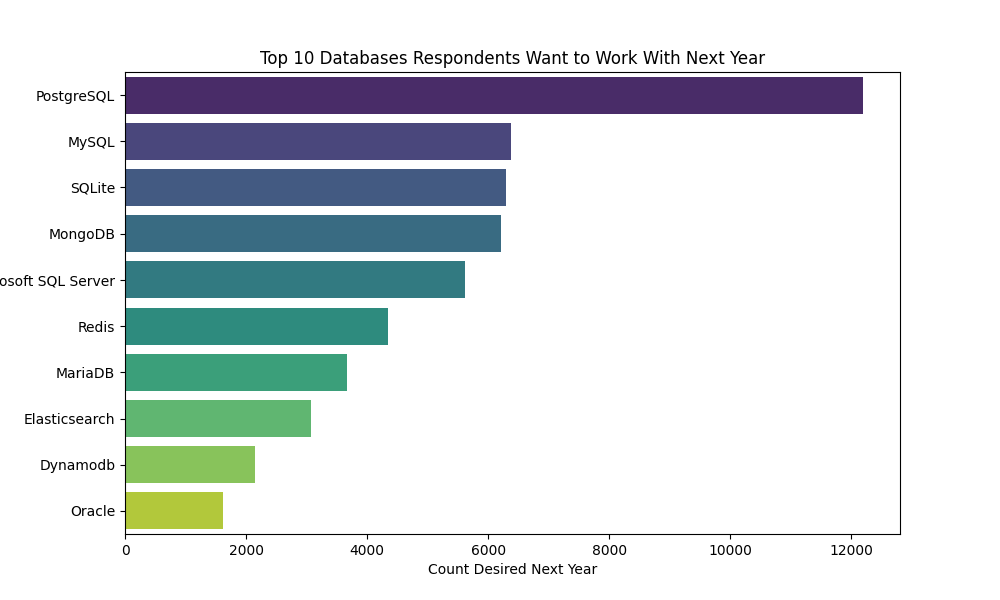 Top 10 Databases Respondents Want to Work With Next Year
PostgreSQL
MySQL
SQLite
MongoDB
osoft SQL Server
Redis
MariaDB
Elasticsearch
Dynamodb
Oracle
0 2000 4000 6000 8000 10000 12000
Count Desired Next Year